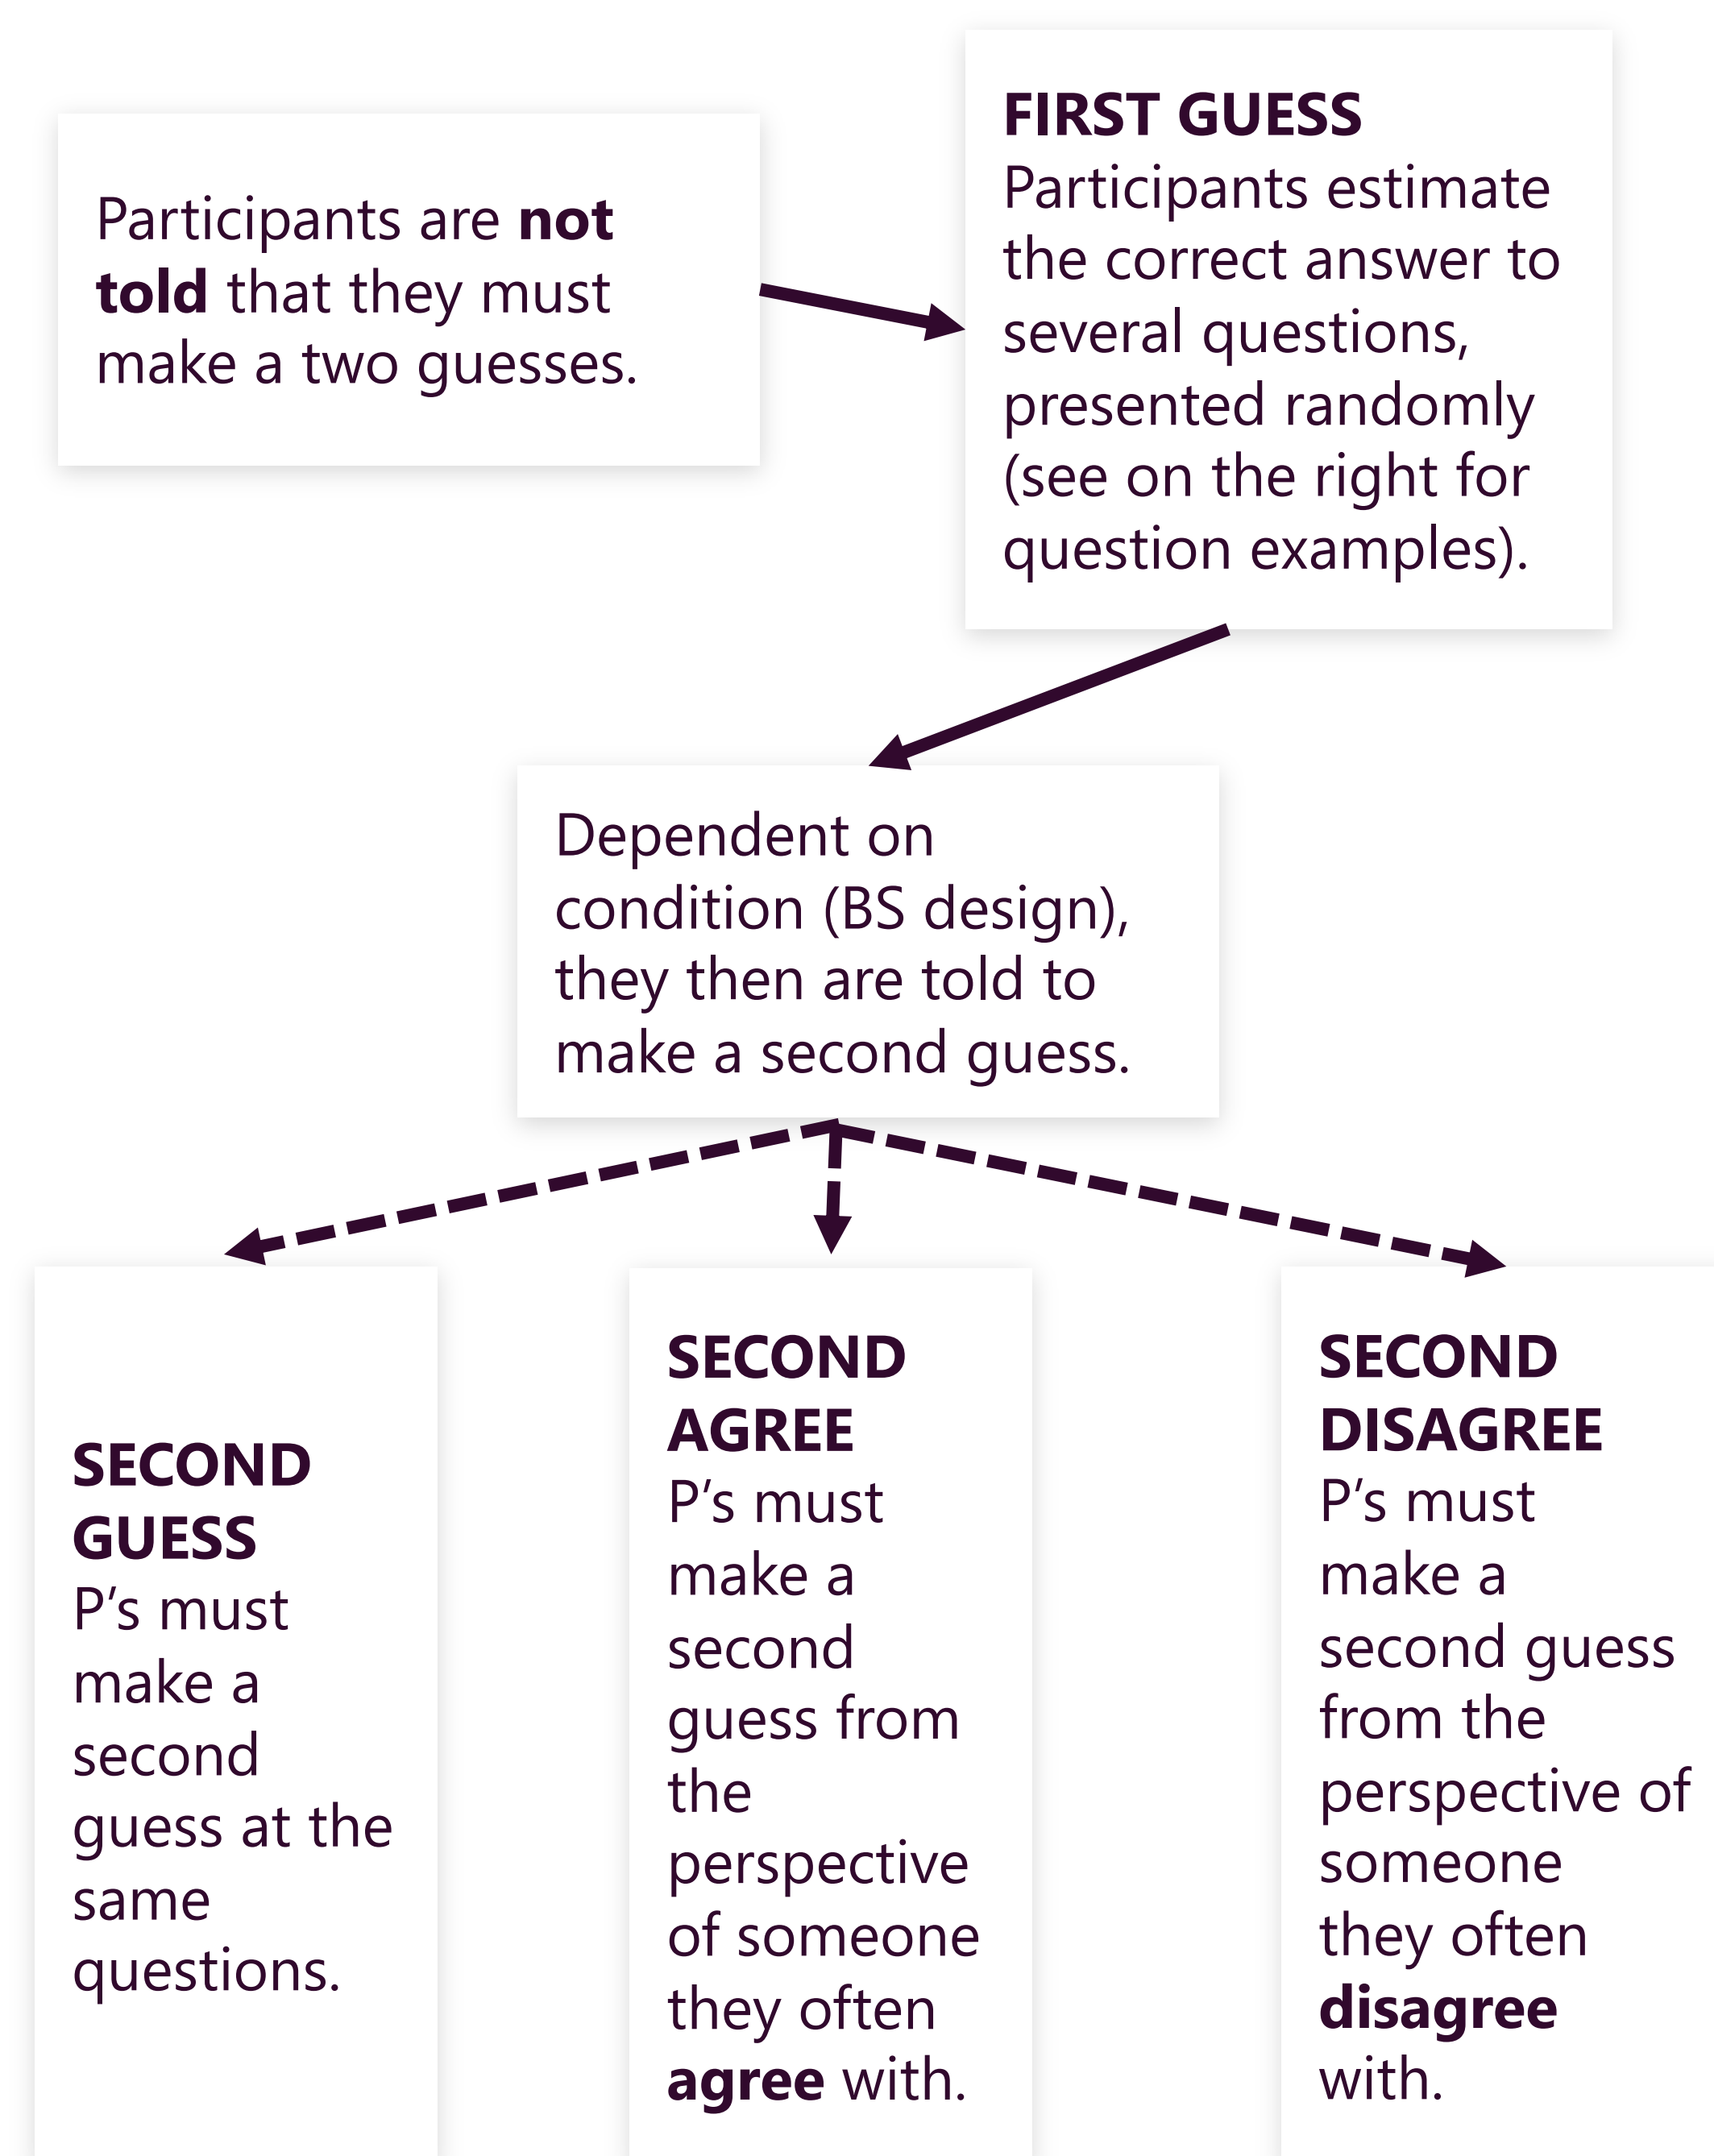 Participants are not
told that they must
make a two guesses.
FIRST GUESS
Participants estimate
the correct answer to
several questions,
presented randomly
(see on the right for
question examples).
Dependent on
condition (BS design),
they then are told to
make a second guess.
SECOND
GUESS
P’s must
make a
second
guess at the
same
questions.
SECOND
AGREE
P’s must
make a
second
guess from
the
perspective
of someone
they often
agree with.
SECOND
DISAGREE
P’s must
make a
second guess
from the
perspective of
someone
they often
disagree
with.